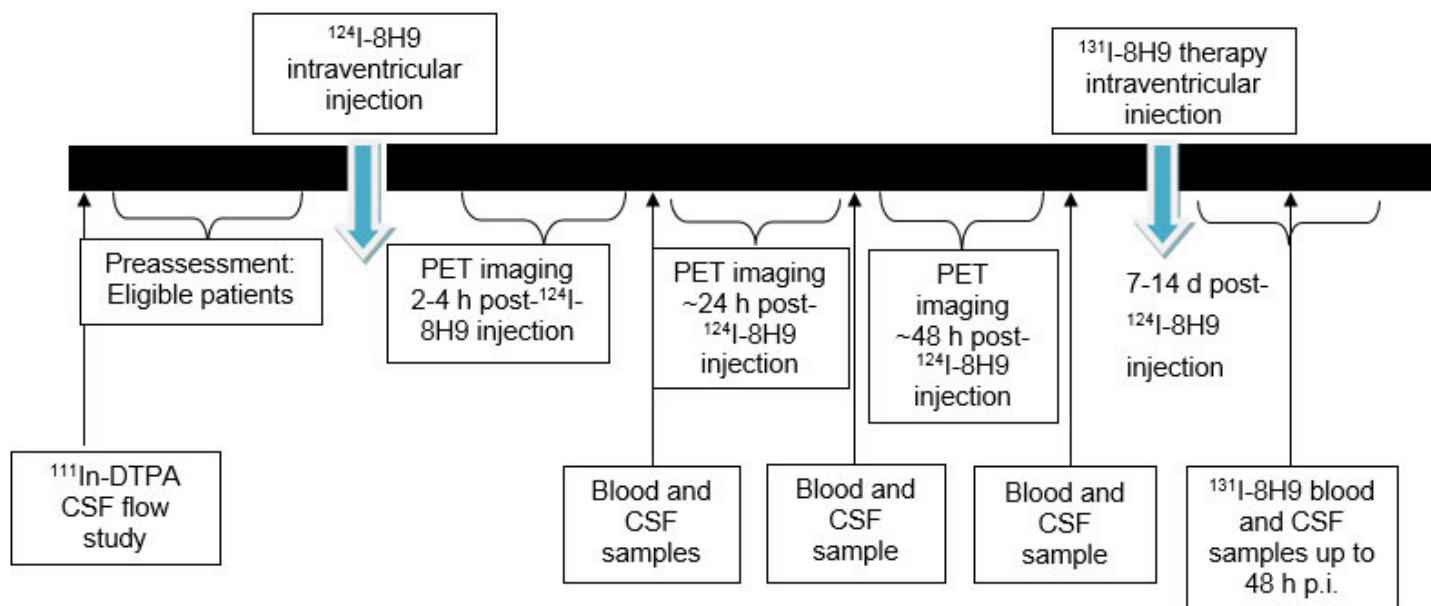 ¹²⁴I-8H9
intraventricular
injection
¹³¹I-8H9 therapy
intraventricular
iniection
Preassessment:
Eligible patients
PET imaging
2-4 h post-¹²⁴I-
8H9 injection
PET imaging
~24 h post-
¹²⁴I-8H9
injection
PET
imaging
~48 h post-
¹²⁴I-8H9
injection
7-14 d post-
¹²⁴I-8H9
injection
¹¹¹In-DTPA
CSF flow
study
Blood and
CSF
samples
Blood and
CSF
sample
Blood and
CSF
sample
¹³¹I-8H9 blood
and CSF
samples up to
48 h p.i.